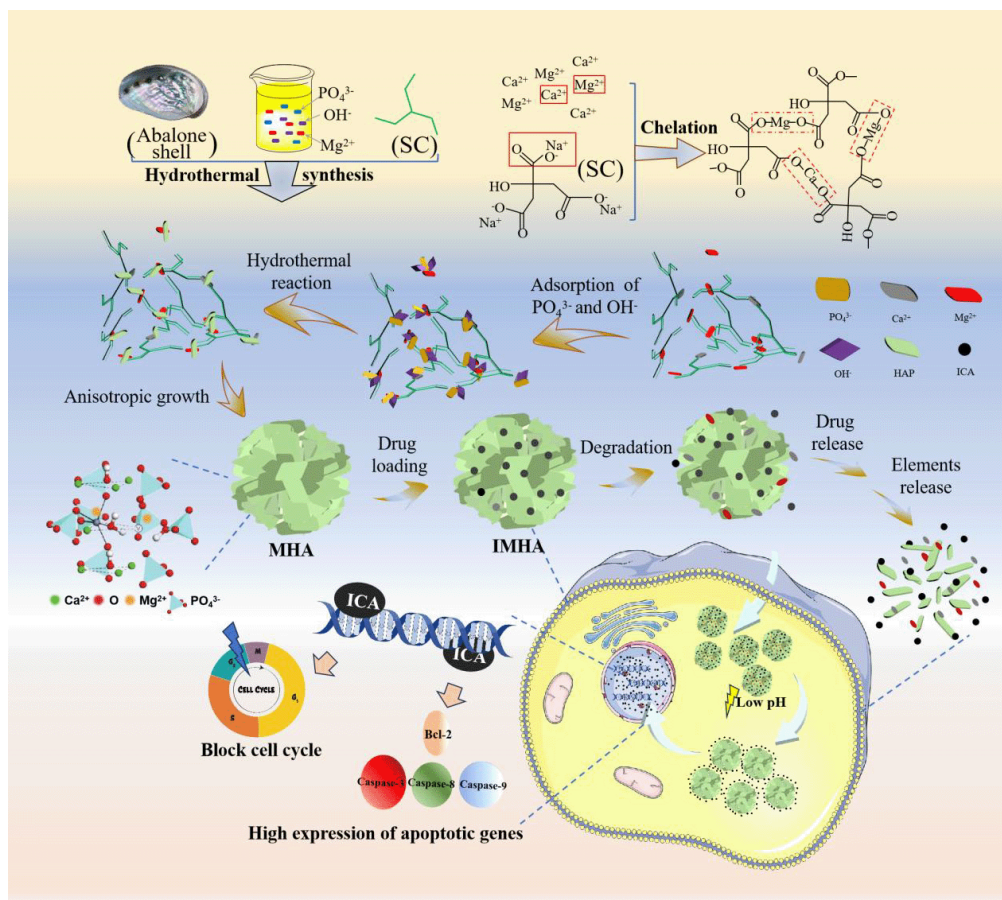 PO₄³⁻
OH⁻
Mg²⁺
(Abalone
shell)
(SC)
Hydrothermal synthesis
Ca²⁺
Mg²⁺
Ca²⁺
Ca²⁺
Mg²⁺
Mg²⁺
Ca²⁺
Na⁺
O⁻
O
(SC)
HO
O
O
⁻O
O⁻
Na⁺
Na⁺
Chelation
O
O
HO
O
O
O
Mg
O
O
Mg
O
HO
O
O
O
Ca
O
O
O
O
HO
O
O
Hydrothermal
reaction
Adsorption of
PO₄³⁻ and OH⁻
PO₄³⁻
Ca²⁺
Mg²⁺
OH⁻
HAP
ICA
Anisotropic growth
Drug
loading
Degradation
Drug
release
Elements
release
MHA
IMHA
Ca²⁺ O Mg²⁺ PO₄³⁻
ICA
ICA
M
G₂
G₁
S
CELL CYCLE
Block cell cycle
Bcl-2
Caspase-3
Caspase-8
Caspase-9
High expression of apoptotic genes
Low pH